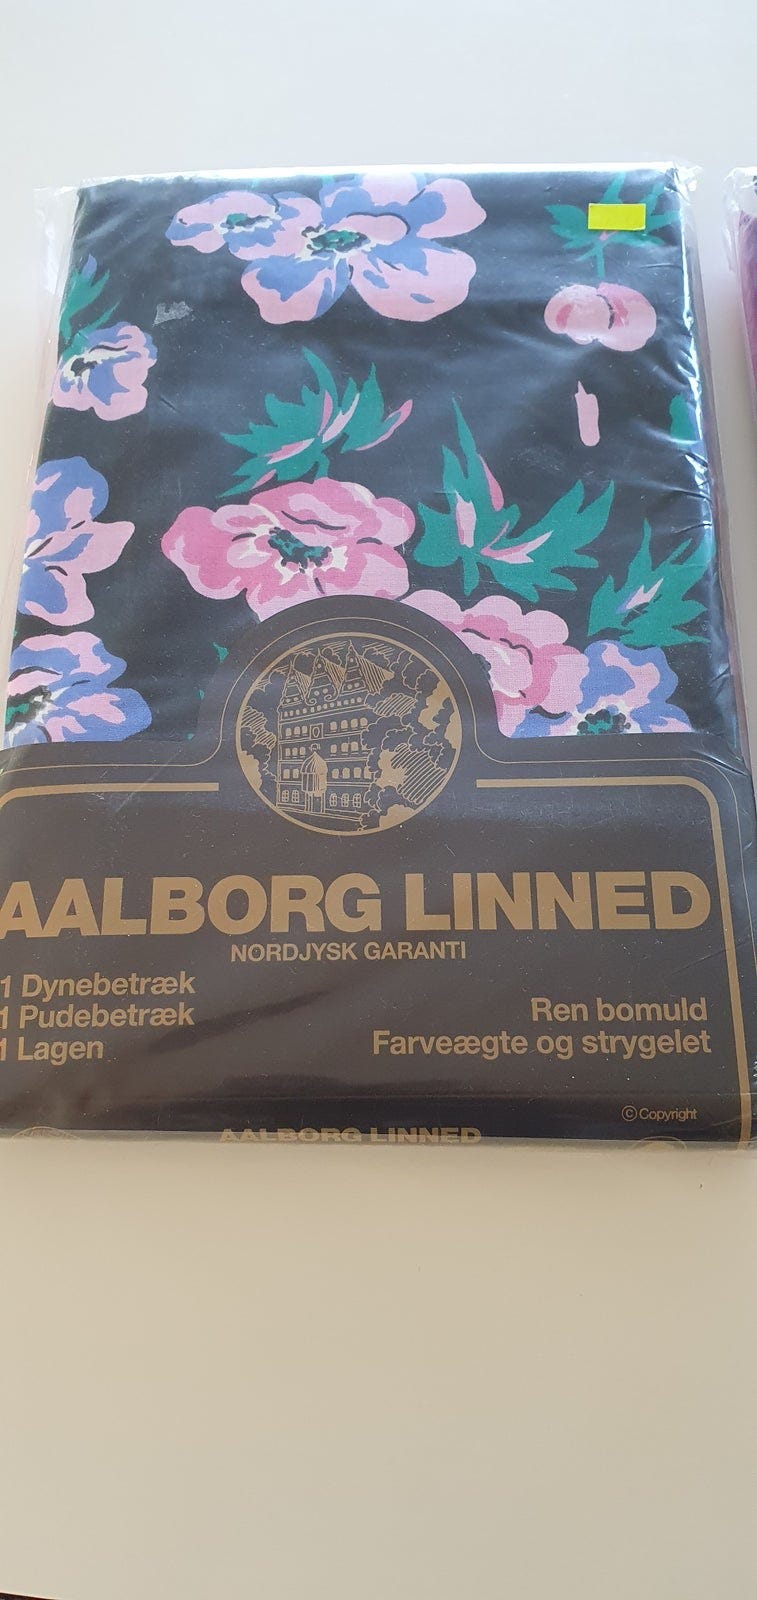 AALBORG LINNED
NORDJYSK GARANTI
1 Dynebetræk
1 Pudebetræk
1 Lagen
Ren bomuld
Farveægte og strygelet
© Copyright
AALBORG LINNED